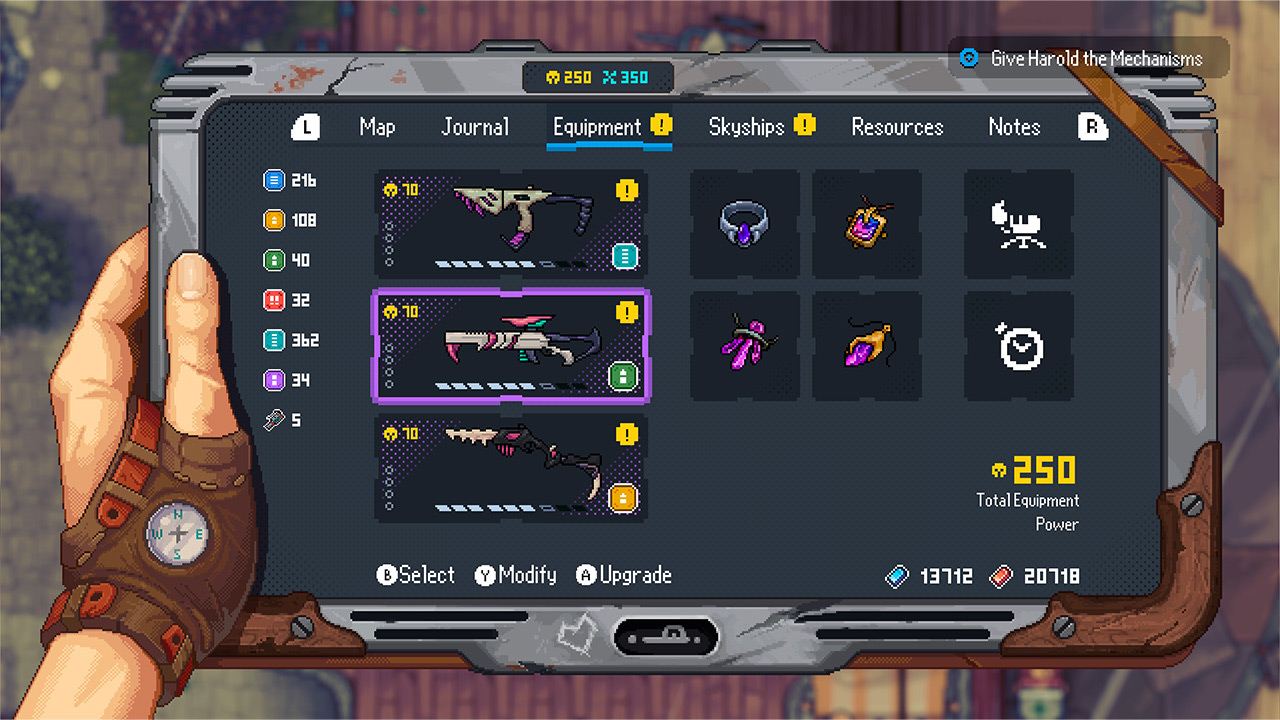 250 350
Give Harold the Mechanisms
L Map Journal Equipment ! Skyships ! Resources Notes R
216
108
40
32
362
34
5
70 !
70 !
70 !
250
Total Equipment
Power
N
W E
S
B Select Y Modify A Upgrade
13712 20718